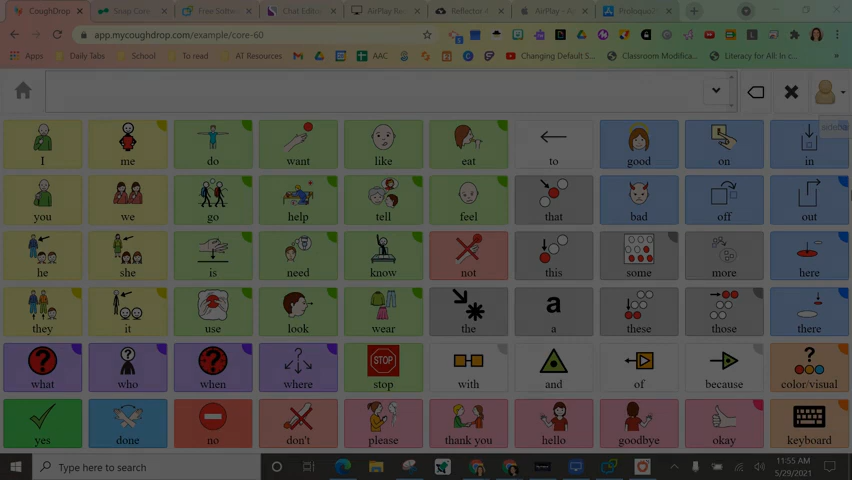 CoughDrop
Snap Core
Free Softw
Chat Editor
AirPlay Re
Reflector
AirPlay - Ap
Proloquo2
app.mycoughdrop.com/example/core-60
Apps
Daily Tabs
School
To read
AT Resources
AAC
Changing Default S...
Classroom Modifica...
Literacy for All: In c...
sidebar
I
me
do
want
like
eat
to
good
on
in
you
we
go
help
tell
feel
that
bad
off
out
he
she
is
need
know
not
this
some
more
here
they
it
use
look
wear
the
a
a
these
those
there
what
who
when
where
STOP
stop
with
and
of
because
color/visual
yes
done
no
don't
please
thank you
hello
goodbye
okay
keyboard
Type here to search
11:55 AM
5/29/2021